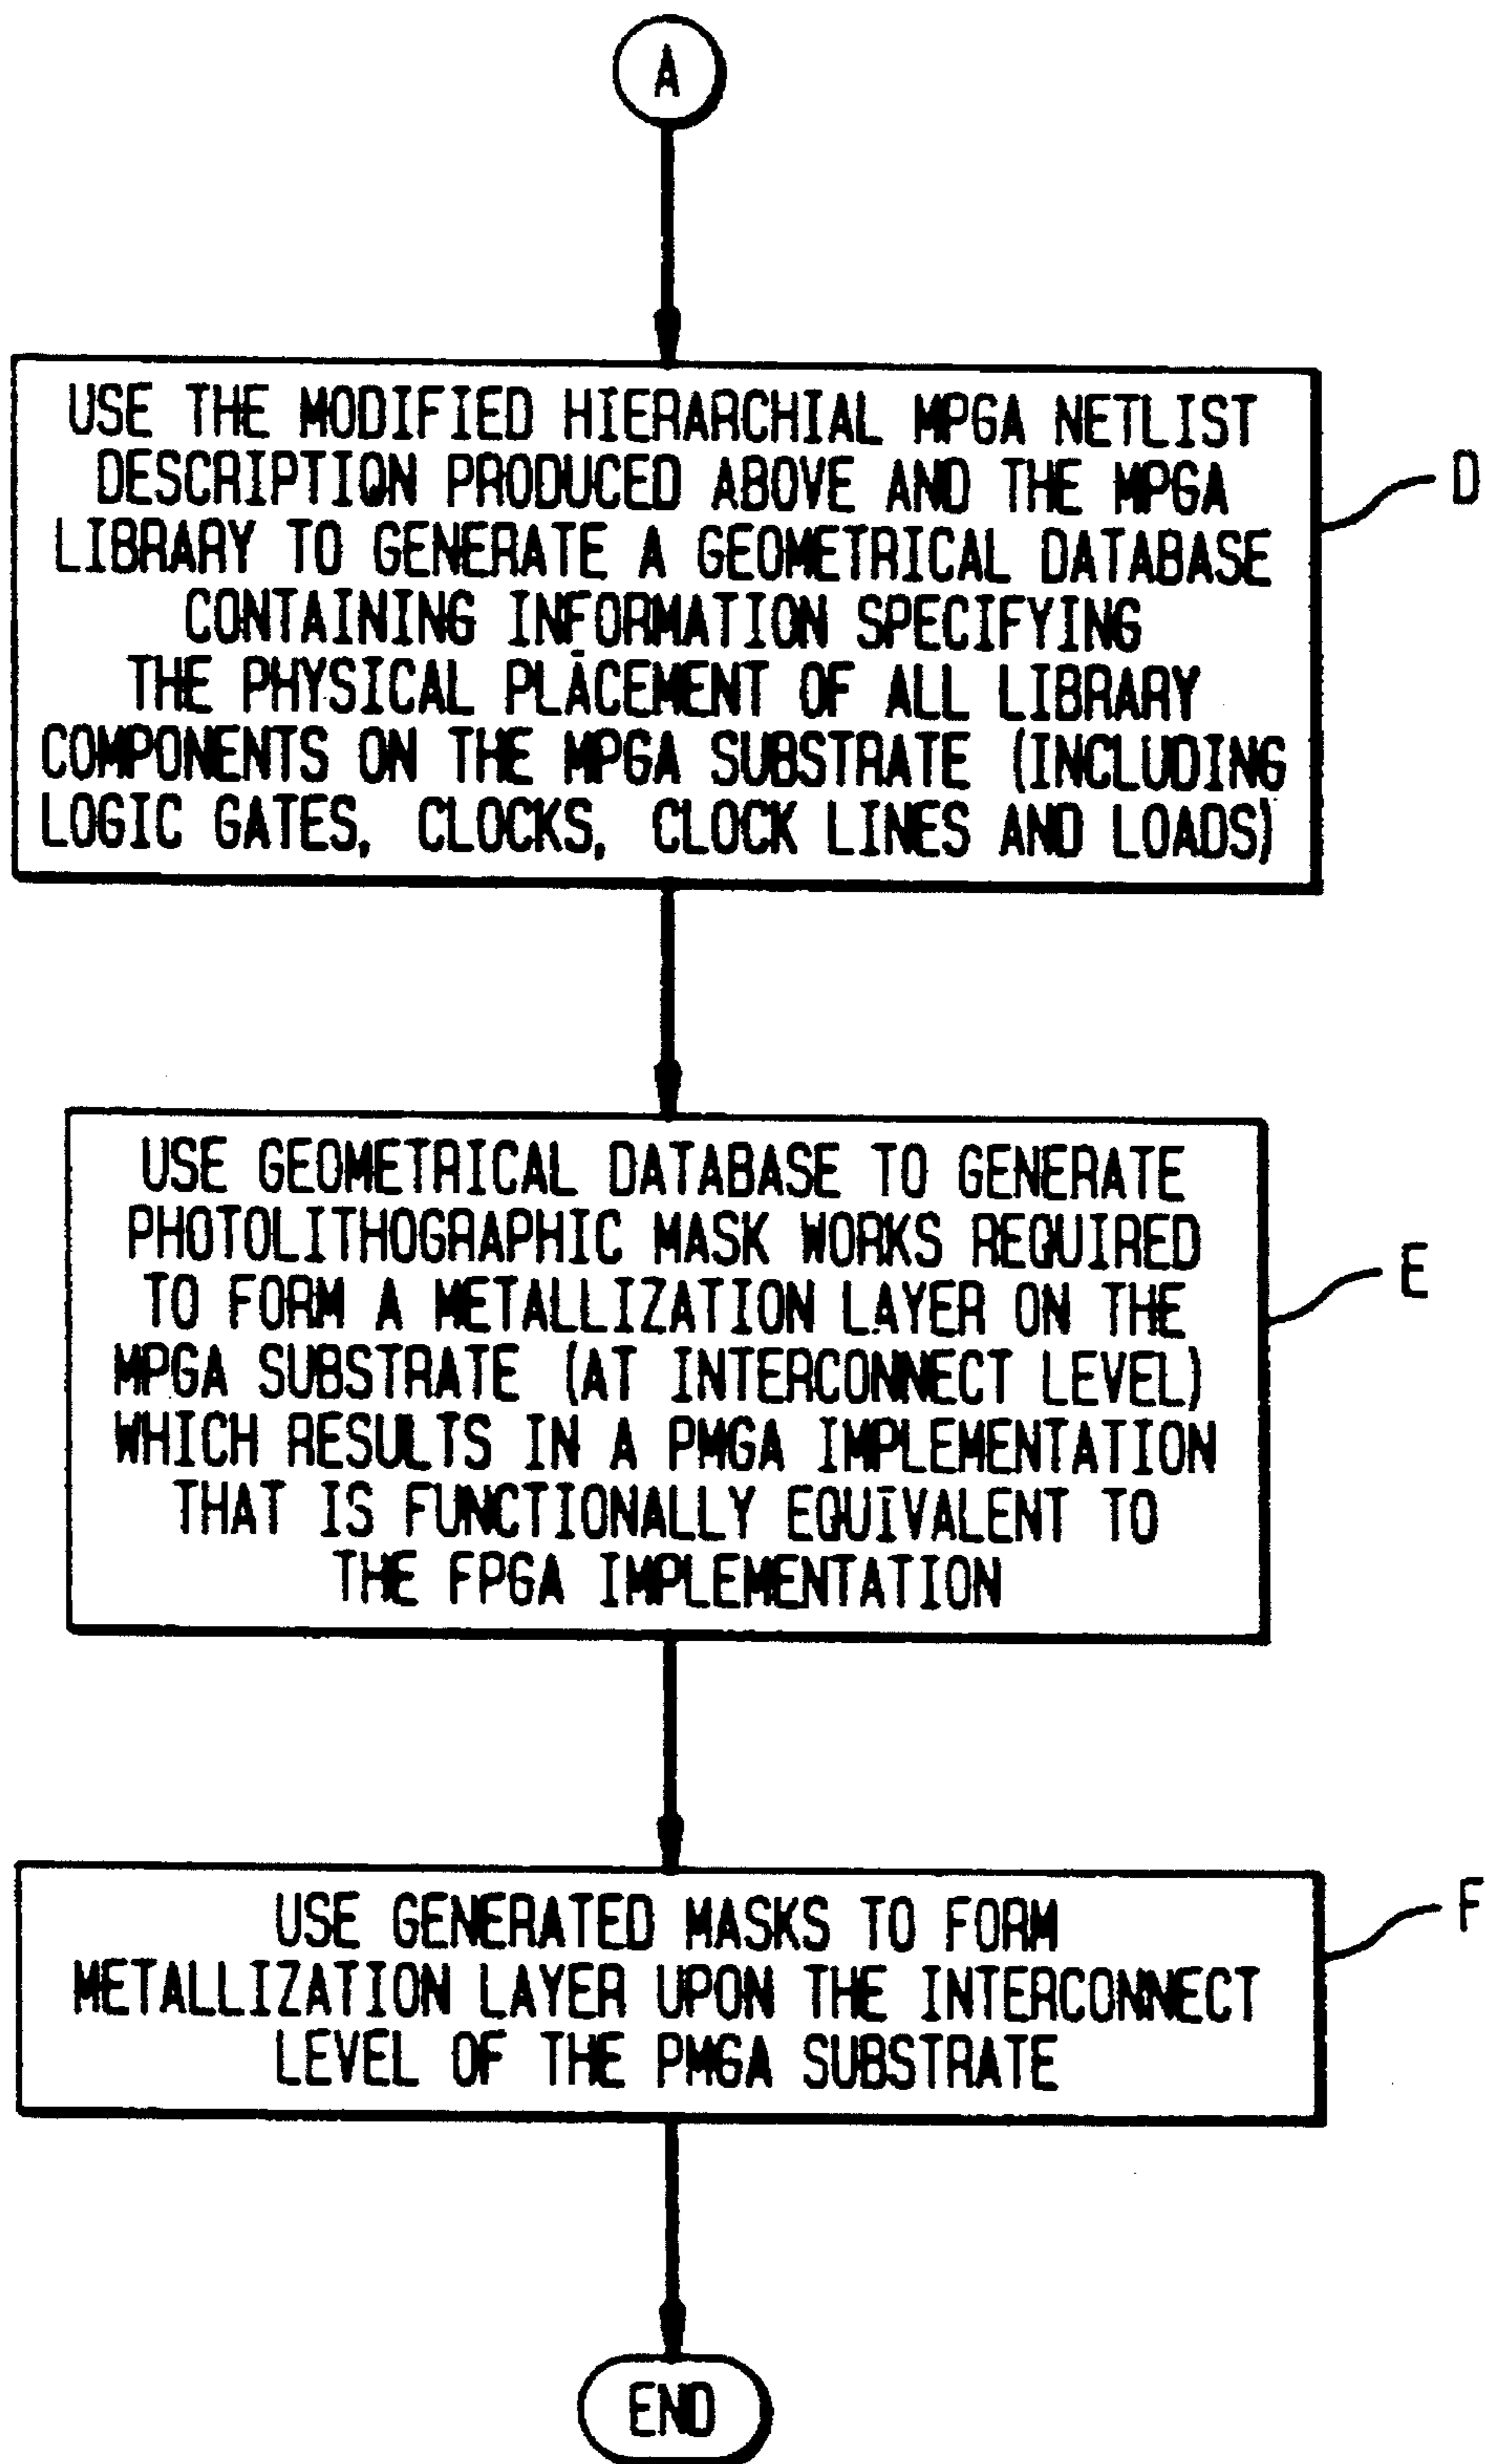 A
USE THE MODIFIED HIERARCHIAL MPGA NETLIST
DESCRIPTION PRODUCED ABOVE AND THE MPGA
LIBRARY TO GENERATE A GEOMETRICAL DATABASE
CONTAINING INFORMATION SPECIFYING
THE PHYSICAL PLACEMENT OF ALL LIBRARY
COMPONENTS ON THE MPGA SUBSTRATE (INCLUDING
LOGIC GATES, CLOCKS, CLOCK LINES AND LOADS)
D
USE GEOMETRICAL DATABASE TO GENERATE
PHOTOLITHOGRAPHIC MASK WORKS REQUIRED
TO FORM A METALLIZATION LAYER ON THE
MPGA SUBSTRATE (AT INTERCONNECT LEVEL)
WHICH RESULTS IN A PMGA IMPLEMENTATION
THAT IS FUNCTIONALLY EQUIVALENT TO
THE FPGA IMPLEMENTATION
E
USE GENERATED MASKS TO FORM
METALLIZATION LAYER UPON THE INTERCONNECT
LEVEL OF THE PMGA SUBSTRATE
F
END